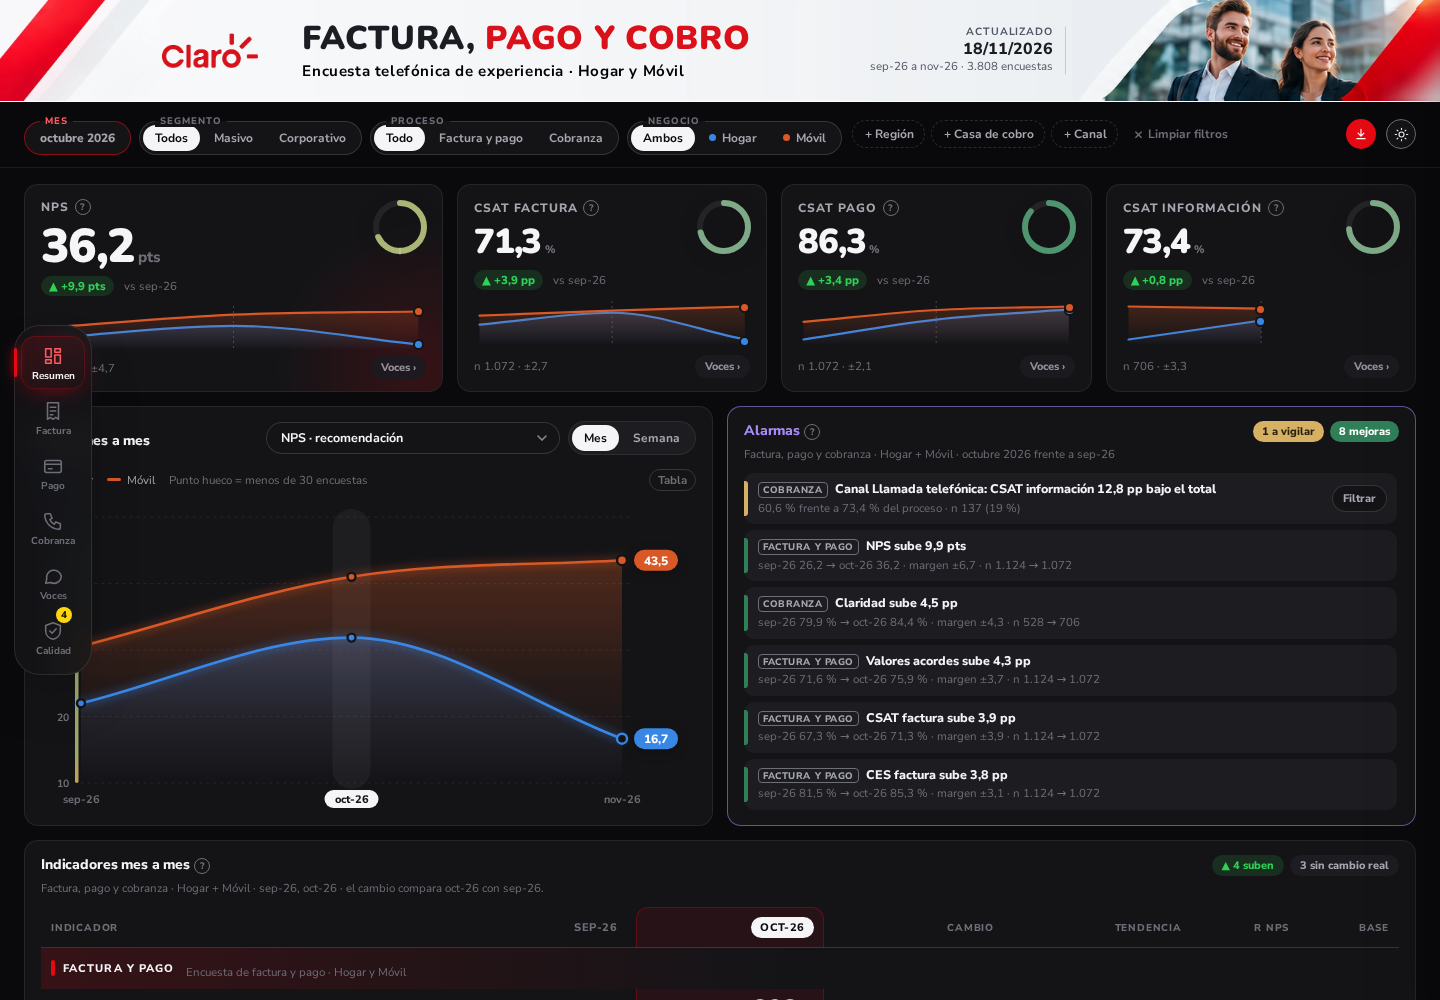 Claro
FACTURA, PAGO Y COBRO
Encuesta telefónica de experiencia · Hogar y Móvil
ACTUALIZADO
18/11/2026
sep-26 a nov-26 · 3.808 encuestas
MES
octubre 2026
SEGMENTO
Todos Masivo Corporativo
PROCESO
Todo Factura y pago Cobranza
NEGOCIO
Ambos Hogar Móvil
+ Región + Casa de cobro + Canal × Limpiar filtros
NPS ?
36,2 pts
▲ +9,9 pts vs sep-26
±4,7 Voces ›
CSAT FACTURA ?
71,3 %
▲ +3,9 pp vs sep-26
n 1.072 · ±2,7 Voces ›
CSAT PAGO ?
86,3 %
▲ +3,4 pp vs sep-26
n 1.072 · ±2,1 Voces ›
CSAT INFORMACIÓN ?
73,4 %
▲ +0,8 pp vs sep-26
n 706 · ±3,3 Voces ›
Resumen
Factura
Pago
Cobranza
Voces
4
Calidad
mes a mes
NPS · recomendación
Mes Semana
Móvil Punto hueco = menos de 30 encuestas
Tabla
43,5
16,7
20
10
sep-26 oct-26 nov-26
Alarmas ?
1 a vigilar 8 mejoras
Factura, pago y cobranza · Hogar + Móvil · octubre 2026 frente a sep-26
COBRANZA Canal Llamada telefónica: CSAT información 12,8 pp bajo el total
60,6 % frente a 73,4 % del proceso · n 137 (19 %)
Filtrar
FACTURA Y PAGO NPS sube 9,9 pts
sep-26 26,2 → oct-26 36,2 · margen ±6,7 · n 1.124 → 1.072
COBRANZA Claridad sube 4,5 pp
sep-26 79,9 % → oct-26 84,4 % · margen ±4,3 · n 528 → 706
FACTURA Y PAGO Valores acordes sube 4,3 pp
sep-26 71,6 % → oct-26 75,9 % · margen ±3,7 · n 1.124 → 1.072
FACTURA Y PAGO CSAT factura sube 3,9 pp
sep-26 67,3 % → oct-26 71,3 % · margen ±3,9 · n 1.124 → 1.072
FACTURA Y PAGO CES factura sube 3,8 pp
sep-26 81,5 % → oct-26 85,3 % · margen ±3,1 · n 1.124 → 1.072
Indicadores mes a mes ?
▲ 4 suben 3 sin cambio real
Factura, pago y cobranza · Hogar + Móvil · sep-26, oct-26 · el cambio compara oct-26 con sep-26.
INDICADOR SEP-26 OCT-26 CAMBIO TENDENCIA R NPS BASE
FACTURA Y PAGO Encuesta de factura y pago · Hogar y Móvil